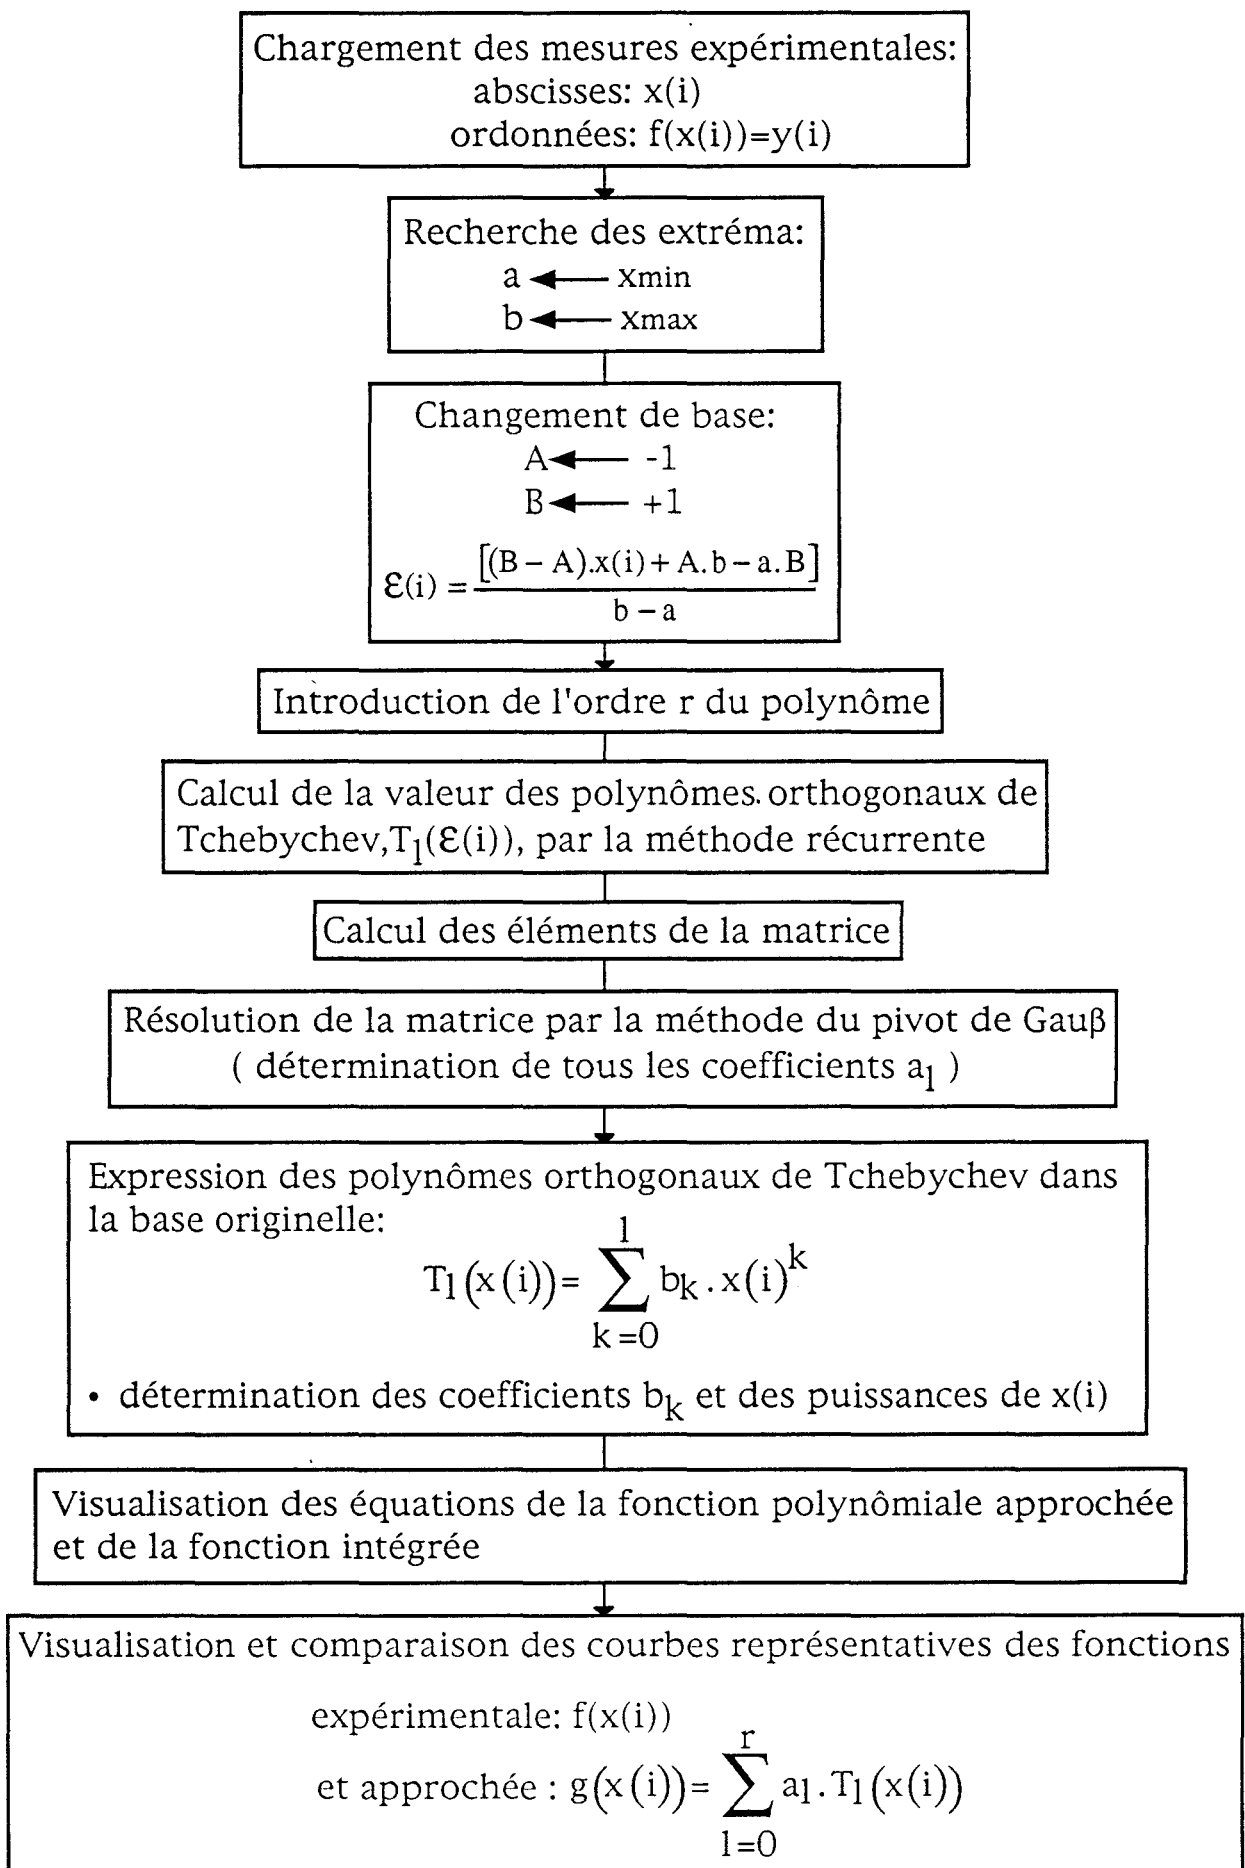 Chargement des mesures expérimentales:
abscisses: x(i)
ordonnées: f(x(i))=y(i)
Recherche des extréma:
a ← xmin
b ← xmax
Changement de base:
A ← -1
B ← +1
ε(i) = [(B – A).x(i) + A.b – a.B] / b – a
Introduction de l'ordre r du polynôme
Calcul de la valeur des polynômes orthogonaux de
Tchebychev,T_l(ε(i)), par la méthode récurrente
Calcul des éléments de la matrice
Résolution de la matrice par la méthode du pivot de Gauβ
( détermination de tous les coefficients a_l )
Expression des polynômes orthogonaux de Tchebychev dans
la base originelle:
T_l(x(i)) = ∑_{k=0}^{l} b_k . x(i)^k
• détermination des coefficients b_k et des puissances de x(i)
Visualisation des équations de la fonction polynômiale approchée
et de la fonction intégrée
Visualisation et comparaison des courbes représentatives des fonctions
expérimentale: f(x(i))
et approchée : g(x(i)) = ∑_{l=0}^{r} a_l . T_l(x(i))